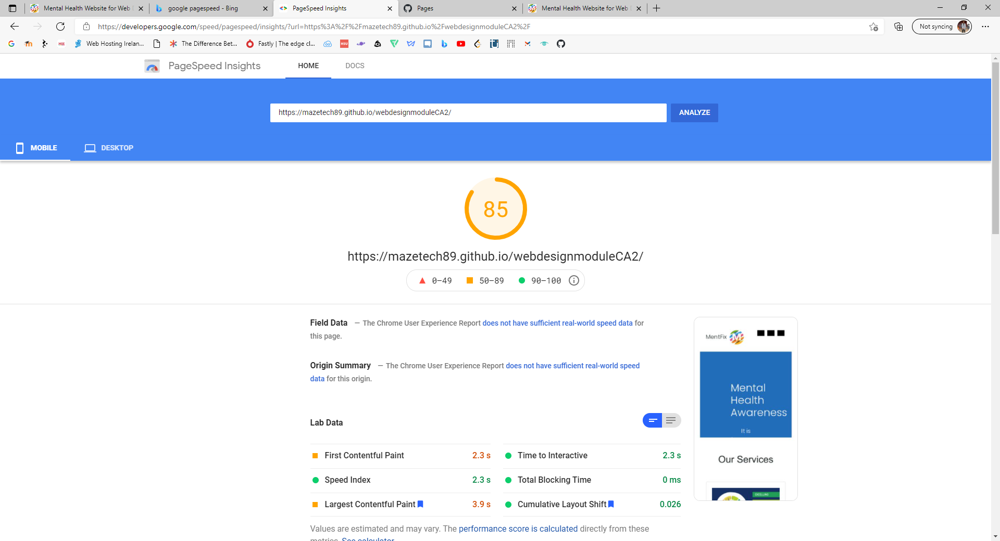 Mental Health Website for Web
google pagespeed - Bing
PageSpeed Insights
Pages
Mental Health Website for Web
https://developers.google.com/speed/pagespeed/insights/?url=https%3A%2F%2Fmazetech89.github.io%2FwebdesignmoduleCA2%2F
Not syncing
Web Hosting Irelan...
The Difference Bet...
Fastly | The edge cl...
PageSpeed Insights
HOME
DOCS
https://mazetech89.github.io/webdesignmoduleCA2/
ANALYZE
MOBILE
DESKTOP
85
https://mazetech89.github.io/webdesignmoduleCA2/
0–49
50–89
90–100
Field Data — The Chrome User Experience Report does not have sufficient real-world speed data for
this page.
Origin Summary — The Chrome User Experience Report does not have sufficient real-world speed
data for this origin.
MentFix
Mental
Health
Awareness
It is
Our Services
EXCELLING
Lab Data
First Contentful Paint 2.3 s
Time to Interactive 2.3 s
Speed Index 2.3 s
Total Blocking Time 0 ms
Largest Contentful Paint 3.9 s
Cumulative Layout Shift 0.026
Values are estimated and may vary. The performance score is calculated directly from these
metrics. See calculator.